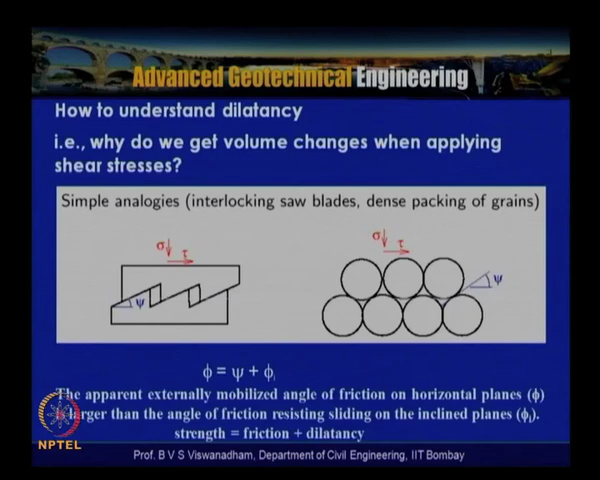 Advanced Geotechnical Engineering
How to understand dilatancy
i.e., why do we get volume changes when applying
shear stresses?
Simple analogies (interlocking saw blades, dense packing of grains)
σ τ
σ τ
ψ
ψ
ϕ = ψ + ϕi
The apparent externally mobilized angle of friction on horizontal planes (ϕ)
is larger than the angle of friction resisting sliding on the inclined planes (ϕi).
strength = friction + dilatancy
NPTEL
Prof. B V S Viswanadham, Department of Civil Engineering, IIT Bombay